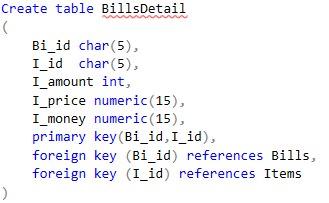 Create table BillsDetail
(
    Bi_id char(5),
    I_id  char(5),
    I_amount int,
    I_price numeric(15),
    I_money numeric(15),
    primary key(Bi_id,I_id),
    foreign key (Bi_id) references Bills,
    foreign key (I_id) references Items
)